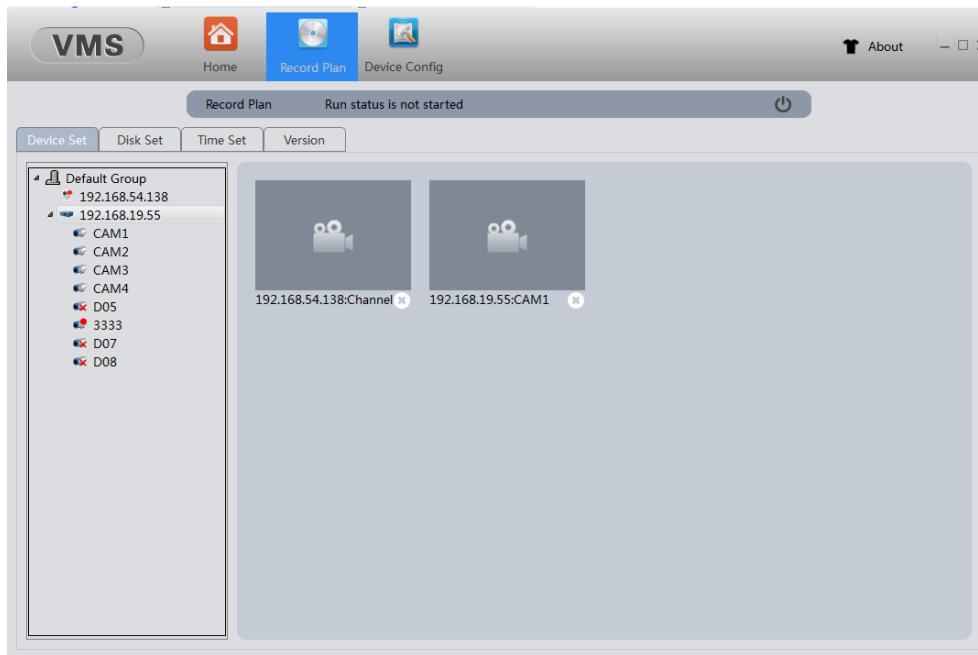 VMS
Home
Record Plan
Device Config
About
Record Plan Run status is not started
Device Set Disk Set Time Set Version
Default Group
192.168.54.138
192.168.19.55
CAM1
CAM2
CAM3
CAM4
D05
3333
D07
D08
192.168.54.138:Channel
192.168.19.55:CAM1